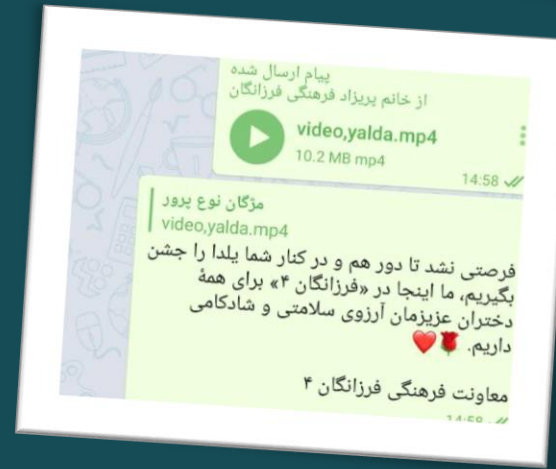 پیام ارسال شده
از خانم پریزاد فرهنگی فرزانگان
video,yalda.mp4
10.2 MB mp4
14:58
مژگان نوع پرور
video,yalda.mp4
فرصتی نشد تا دور هم و در کنار شما یلدا را جشن
بگیریم، ما اینجا در «فرزانگان ۴» برای همهٔ
دختران عزیزمان آرزوی سلامتی و شادکامی
داریم. 🌹❤️
معاونت فرهنگی فرزانگان ۴
14:58